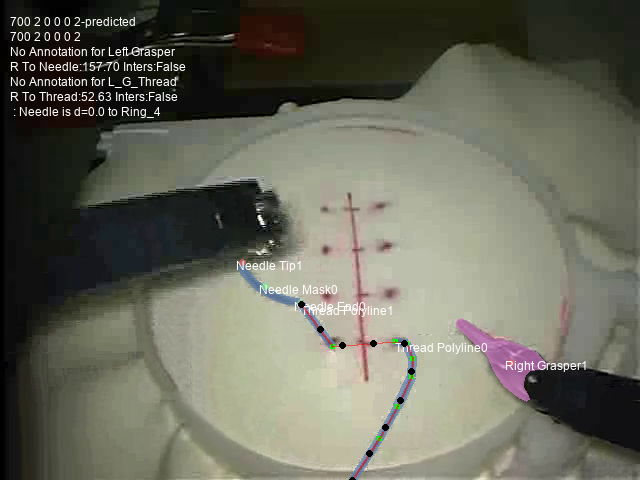 700 2 0 0 0 2-predicted
700 2 0 0 0 2
No Annotation for Left Grasper
R To Needle:157.70 Inters:False
No Annotation for L_G_Thread
R To Thread:52.63 Inters:False
: Needle is d=0.0 to Ring_4
Needle Tip1
Needle Mask0
Needle End0
Thread Polyline1
Thread Polyline0
Right Grasper1